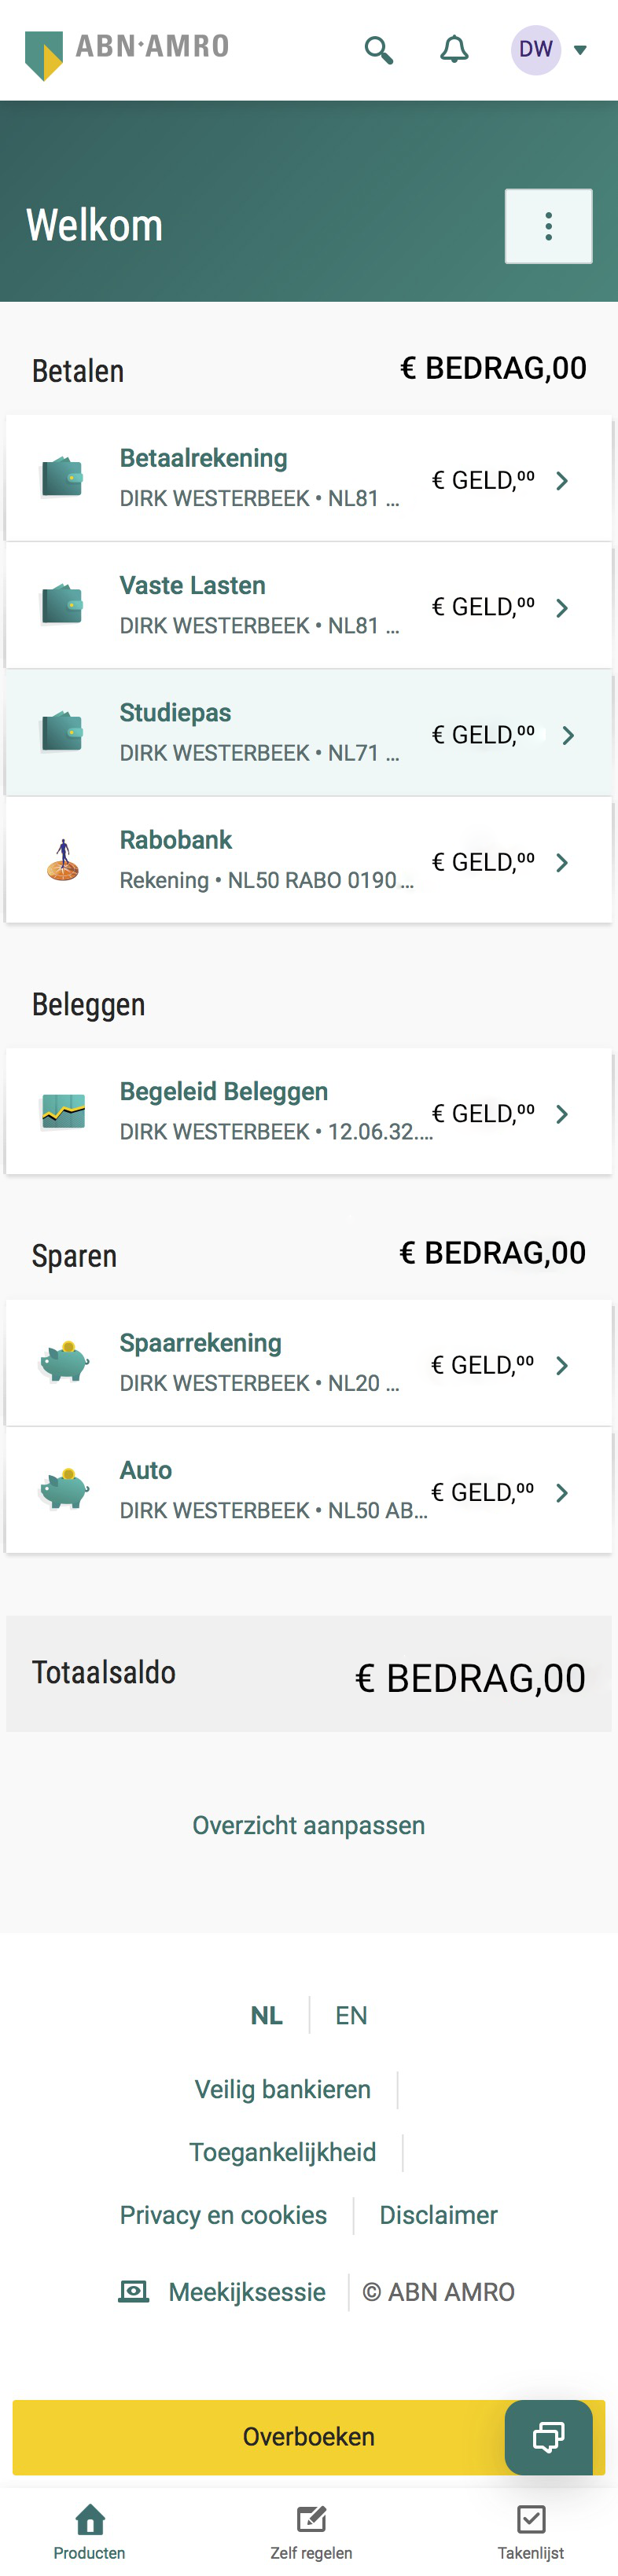 ABN·AMRO
DW
Welkom
Betalen € BEDRAG,00
Betaalrekening
DIRK WESTERBEEK • NL81 ...
€ GELD,00
Vaste Lasten
DIRK WESTERBEEK • NL81 ...
€ GELD,00
Studiepas
DIRK WESTERBEEK • NL71 ...
€ GELD,00
Rabobank
Rekening • NL50 RABO 0190...
€ GELD,00
Beleggen
Begeleid Beleggen
DIRK WESTERBEEK • 12.06.32....
€ GELD,00
Sparen € BEDRAG,00
Spaarrekening
DIRK WESTERBEEK • NL20 ...
€ GELD,00
Auto
DIRK WESTERBEEK • NL50 AB...
€ GELD,00
Totaalsaldo € BEDRAG,00
Overzicht aanpassen
NL | EN
Veilig bankieren |
Toegankelijkheid |
Privacy en cookies | Disclaimer
Meekijksessie | © ABN AMRO
Overboeken
Producten Zelf regelen Takenlijst